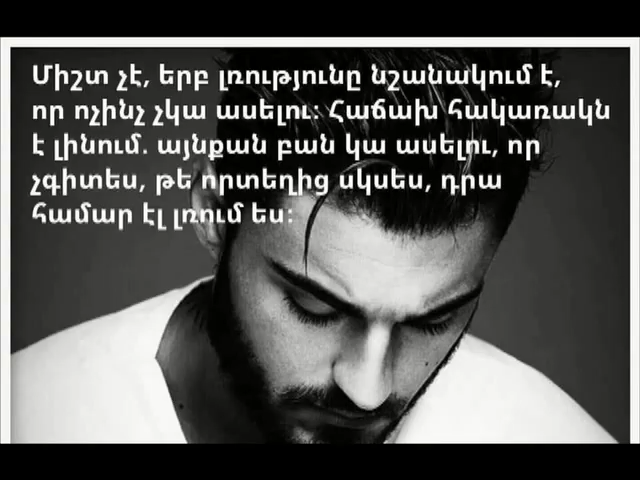 Միշտ չէ, երբ լռությունը նշանակում է,
որ ոչինչ չկա ասելու: Հաճախ հակառակն
է լինում. այնքան բան կա ասելու, որ
չգիտես, թե որտեղից սկսես, դրա
համար էլ լռում ես: